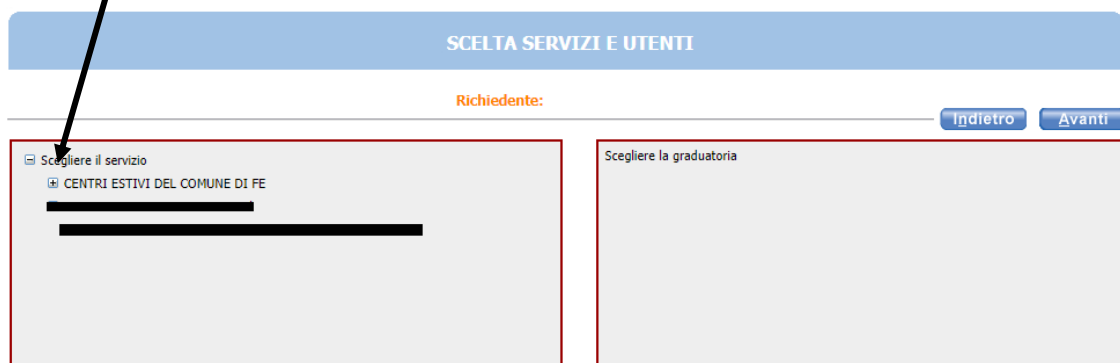 SCELTA SERVIZI E UTENTI
Richiedente:
Indietro Avanti
Scegliere il servizio
CENTRI ESTIVI DEL COMUNE DI FE
Scegliere la graduatoria